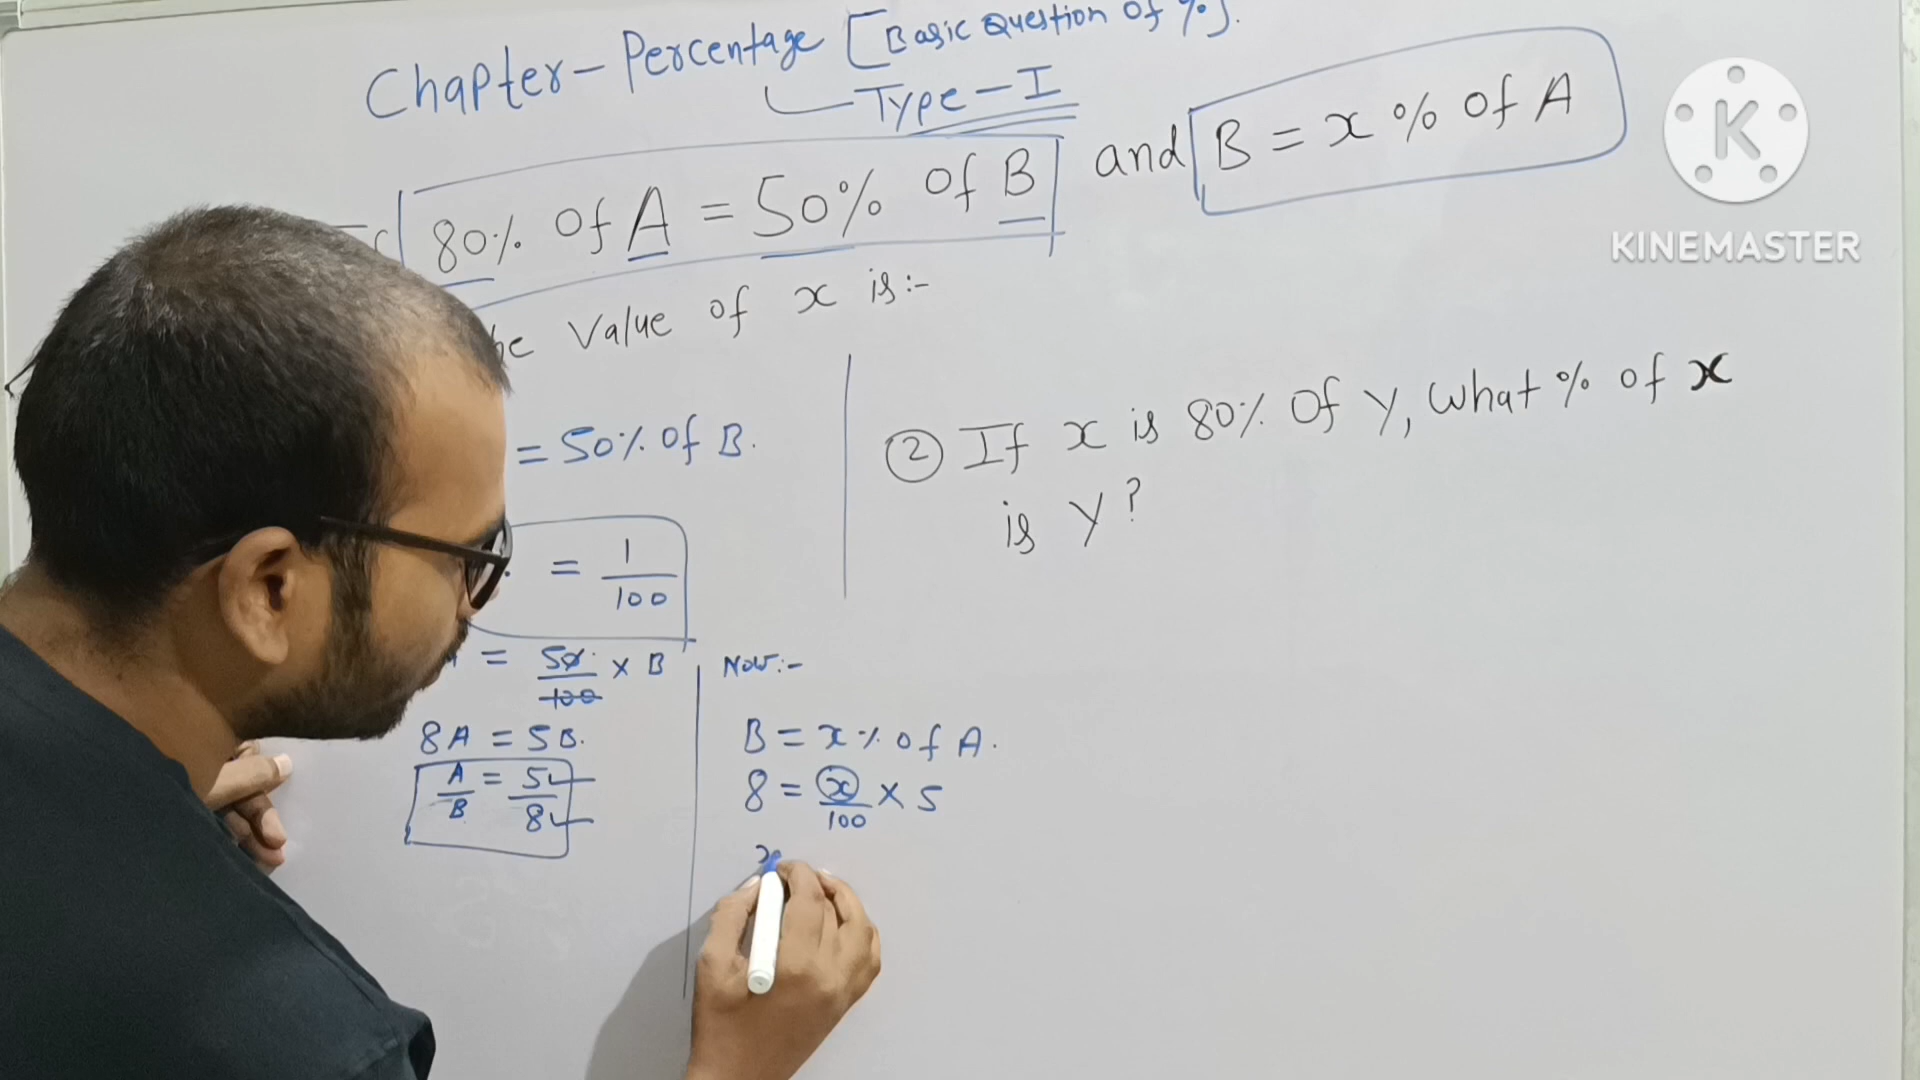 Chapter - Percentage [Basic Question of %].
Type - I
80% of A = 50% of B and B = x % of A
Value of x is:-
= 50% of B.
= 1/100
= 50/100 × B
8A = 5B.
A/B = 5/8
Now:-
B = x% of A.
8 = x/100 × 5
② If x is 80% of y, what % of x
is y?
K
KINEMASTER